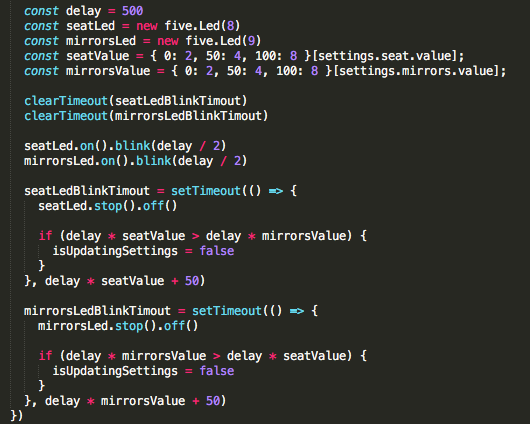 const delay = 500
const seatLed = new five.Led(8)
const mirrorsLed = new five.Led(9)
const seatValue = { 0: 2, 50: 4, 100: 8 }[settings.seat.value];
const mirrorsValue = { 0: 2, 50: 4, 100: 8 }[settings.mirrors.value];
clearTimeout(seatLedBlinkTimout)
clearTimeout(mirrorsLedBlinkTimout)
seatLed.on().blink(delay / 2)
mirrorsLed.on().blink(delay / 2)
seatLedBlinkTimout = setTimeout(() => {
seatLed.stop().off()
if (delay * seatValue > delay * mirrorsValue) {
isUpdatingSettings = false
}
}, delay * seatValue + 50)
mirrorsLedBlinkTimout = setTimeout(() => {
mirrorsLed.stop().off()
if (delay * mirrorsValue > delay * seatValue) {
isUpdatingSettings = false
}
}, delay * mirrorsValue + 50)
})